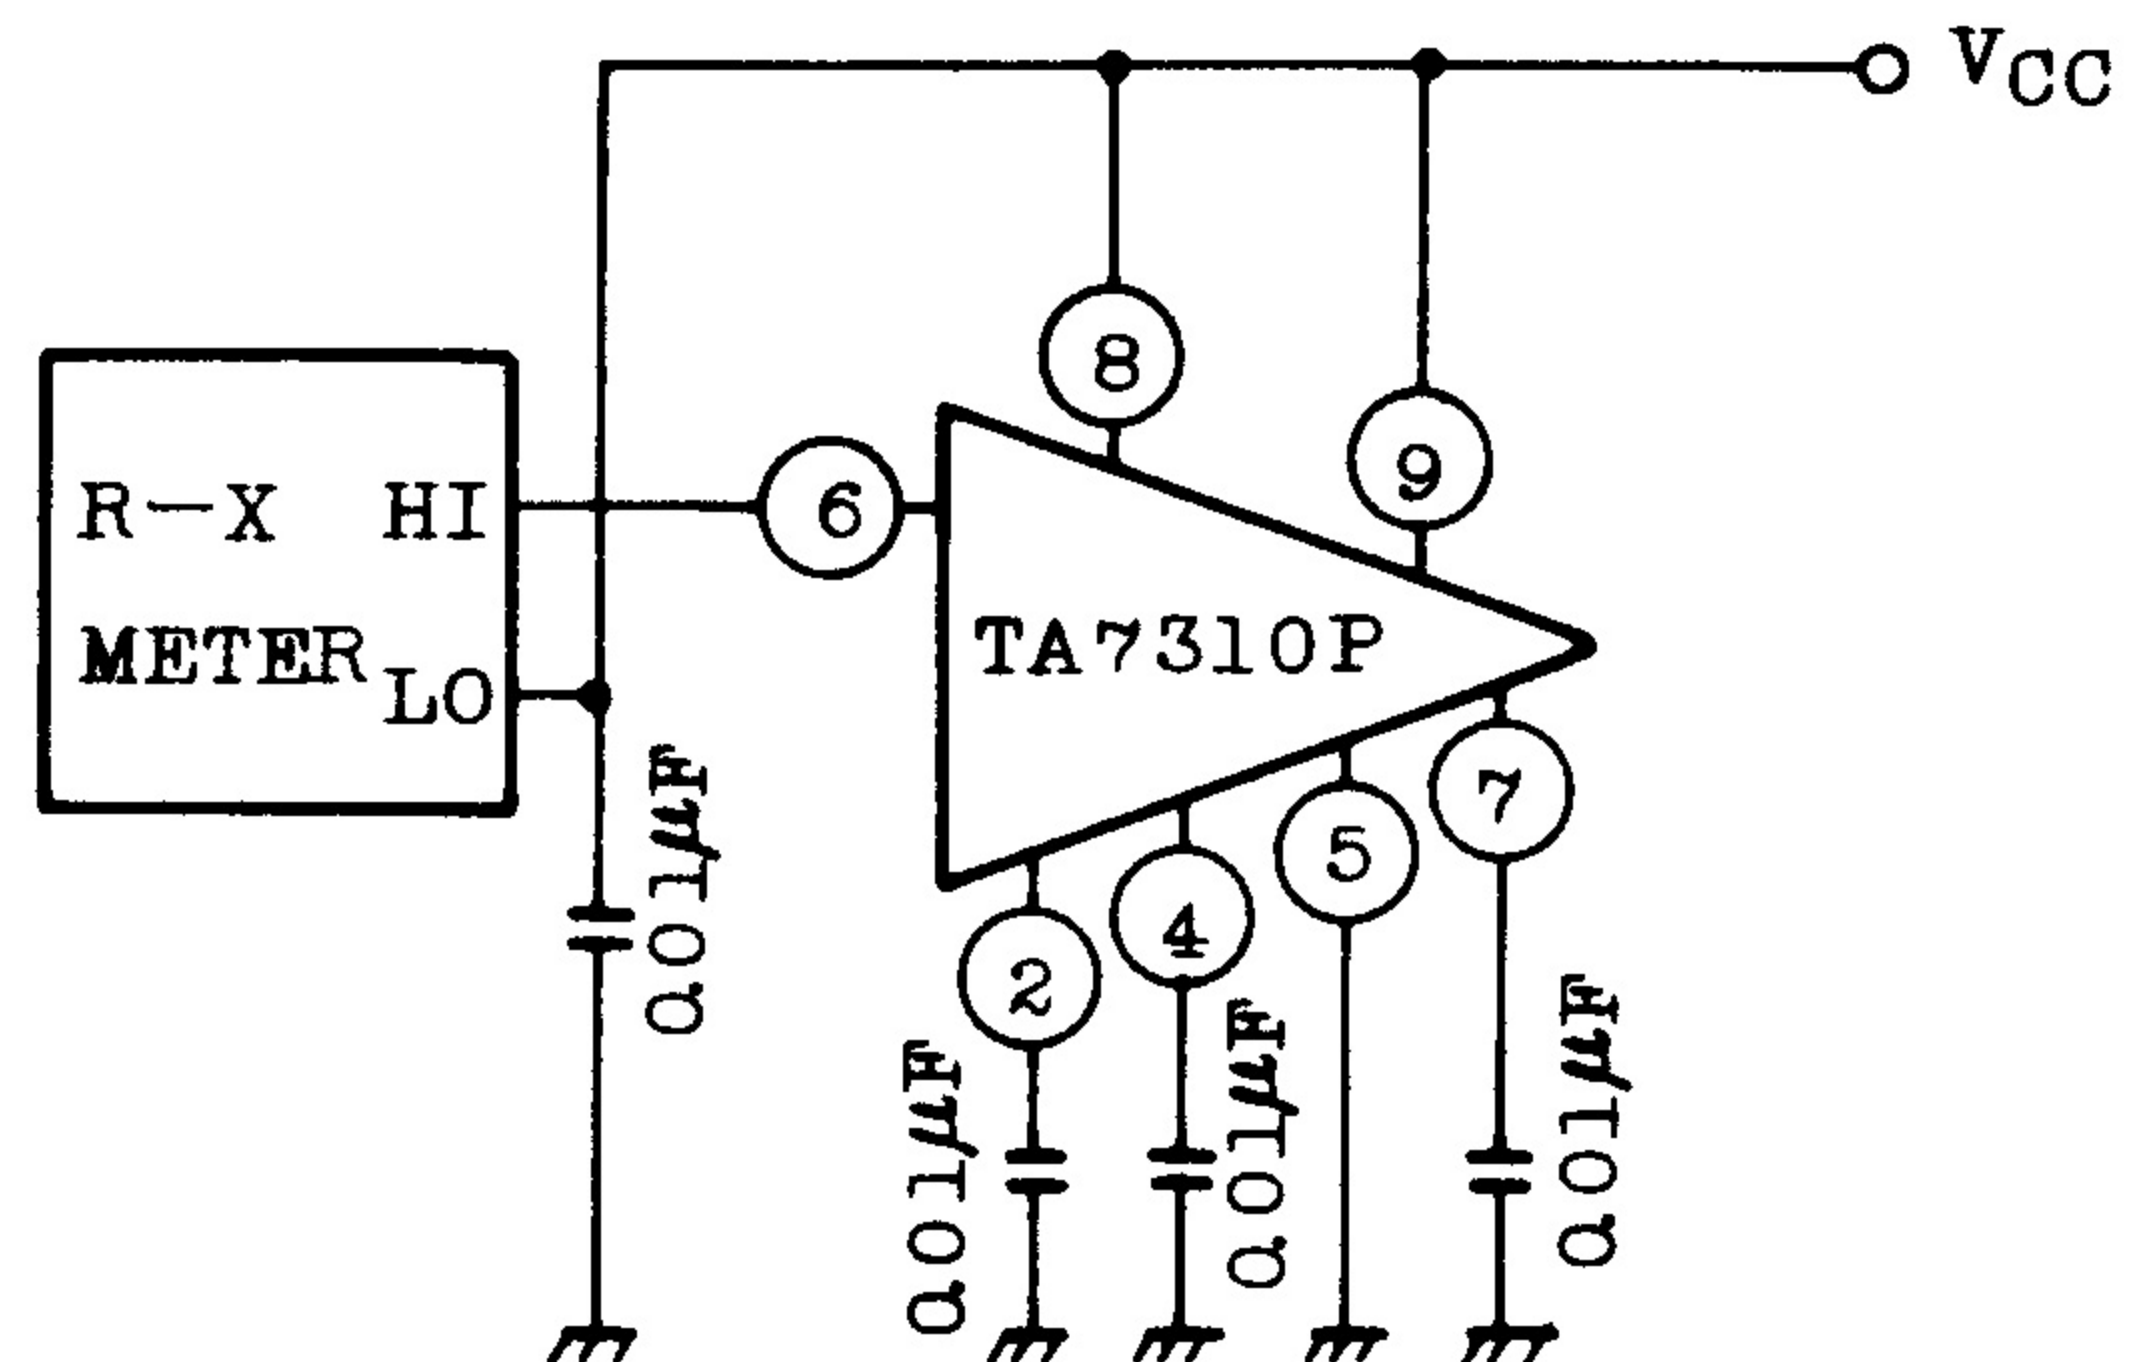 VCC
8
9
R-X HI
6
METER
LO
TA7310P
7
5
4
2
0.01μF
0.01μF
0.01μF
0.01μF